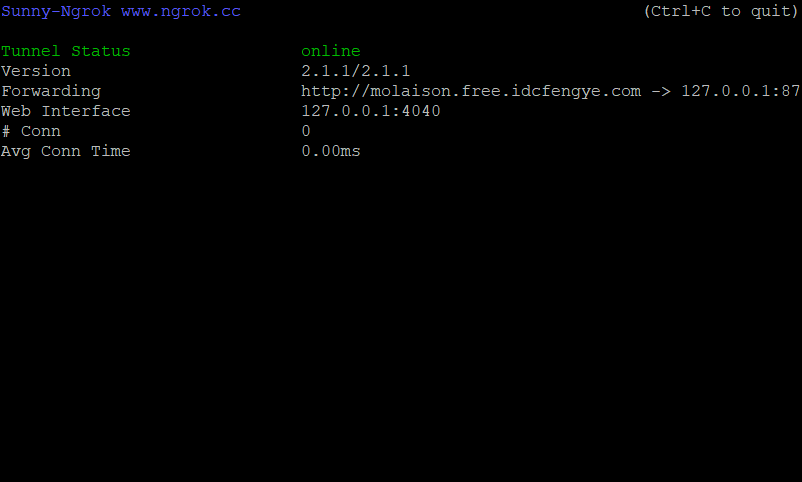 Sunny-Ngrok www.ngrok.cc (Ctrl+C to quit)
Tunnel Status online
Version 2.1.1/2.1.1
Forwarding http://molaison.free.idcfengye.com -> 127.0.0.1:87
Web Interface 127.0.0.1:4040
# Conn 0
Avg Conn Time 0.00ms